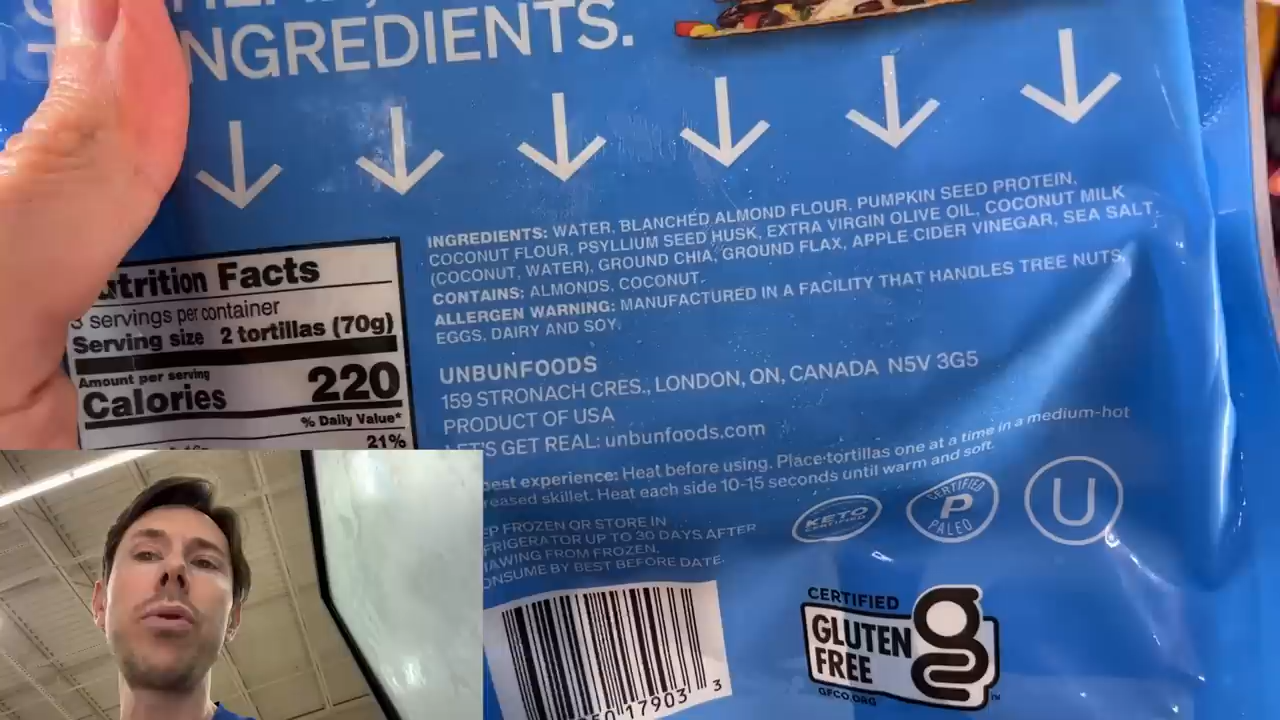 INGREDIENTS.
Nutrition Facts
servings per container
Serving size 2 tortillas (70g)
Amount per serving
Calories 220
% Daily Value*
21%
INGREDIENTS: WATER, BLANCHED ALMOND FLOUR, PUMPKIN SEED PROTEIN,
COCONUT FLOUR, PSYLLIUM SEED HUSK, EXTRA VIRGIN OLIVE OIL, COCONUT MILK
(COCONUT, WATER), GROUND CHIA, GROUND FLAX, APPLE CIDER VINEGAR, SEA SALT.
CONTAINS: ALMONDS, COCONUT.
ALLERGEN WARNING: MANUFACTURED IN A FACILITY THAT HANDLES TREE NUTS,
EGGS, DAIRY AND SOY.
UNBUNFOODS
159 STRONACH CRES., LONDON, ON, CANADA N5V 3G5
PRODUCT OF USA
LET'S GET REAL: unbunfoods.com
best experience: Heat before using. Place tortillas one at a time in a medium-hot
greased skillet. Heat each side 10-15 seconds until warm and soft.
KEEP FROZEN OR STORE IN
REFRIGERATOR UP TO 30 DAYS AFTER
THAWING FROM FROZEN.
CONSUME BY BEST BEFORE DATE.
KETO
CERTIFIED
CERTIFIED
P
PALEO
U
CERTIFIED
GLUTEN
FREE
g
GFCO.ORG
17903 3